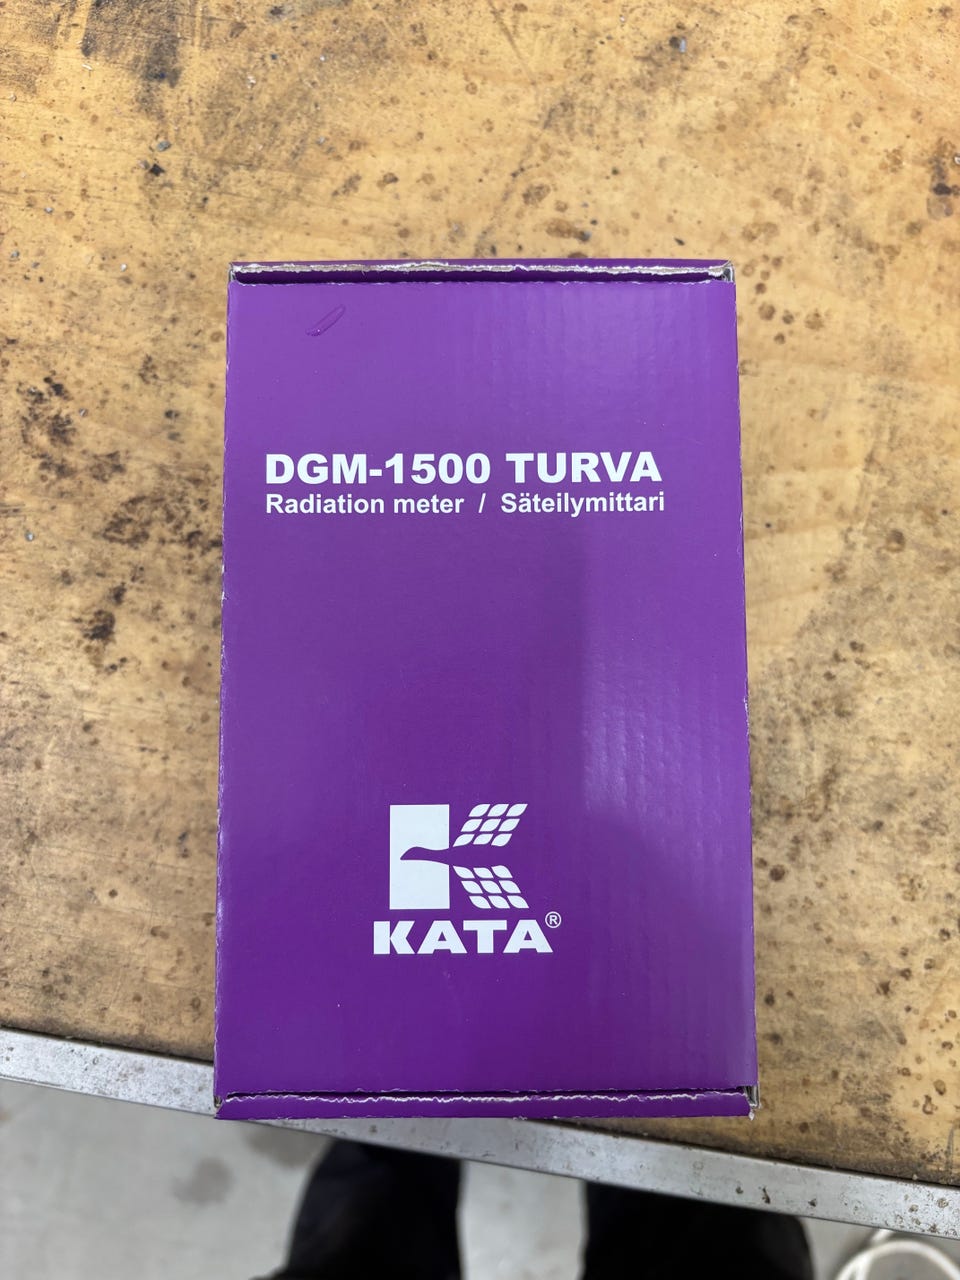 DGM-1500 TURVA
Radiation meter / Säteilymittari
KATA®